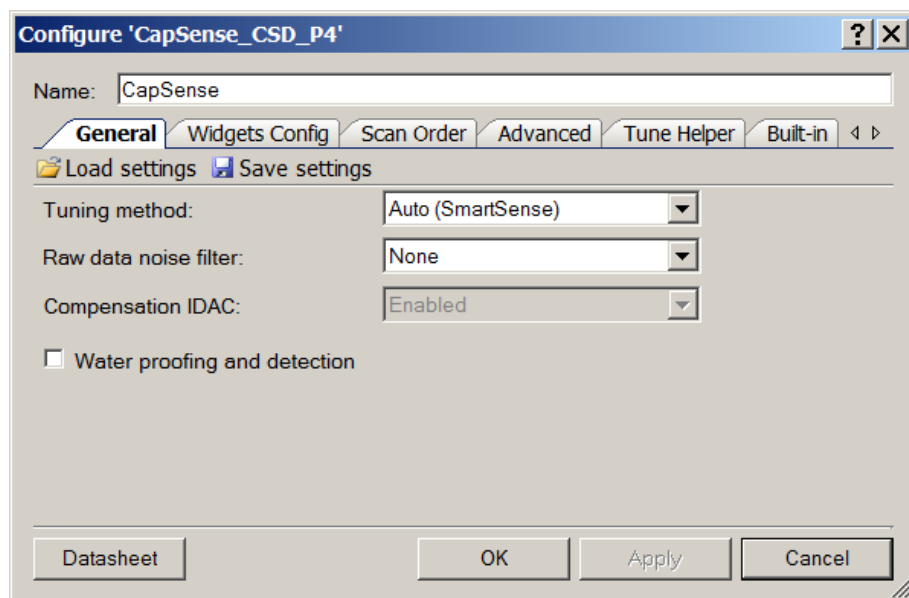 Configure 'CapSense_CSD_P4'
Name: CapSense
General Widgets Config Scan Order Advanced Tune Helper Built-in
Load settings Save settings
Tuning method: Auto (SmartSense)
Raw data noise filter: None
Compensation IDAC: Enabled
Water proofing and detection
Datasheet OK Apply Cancel